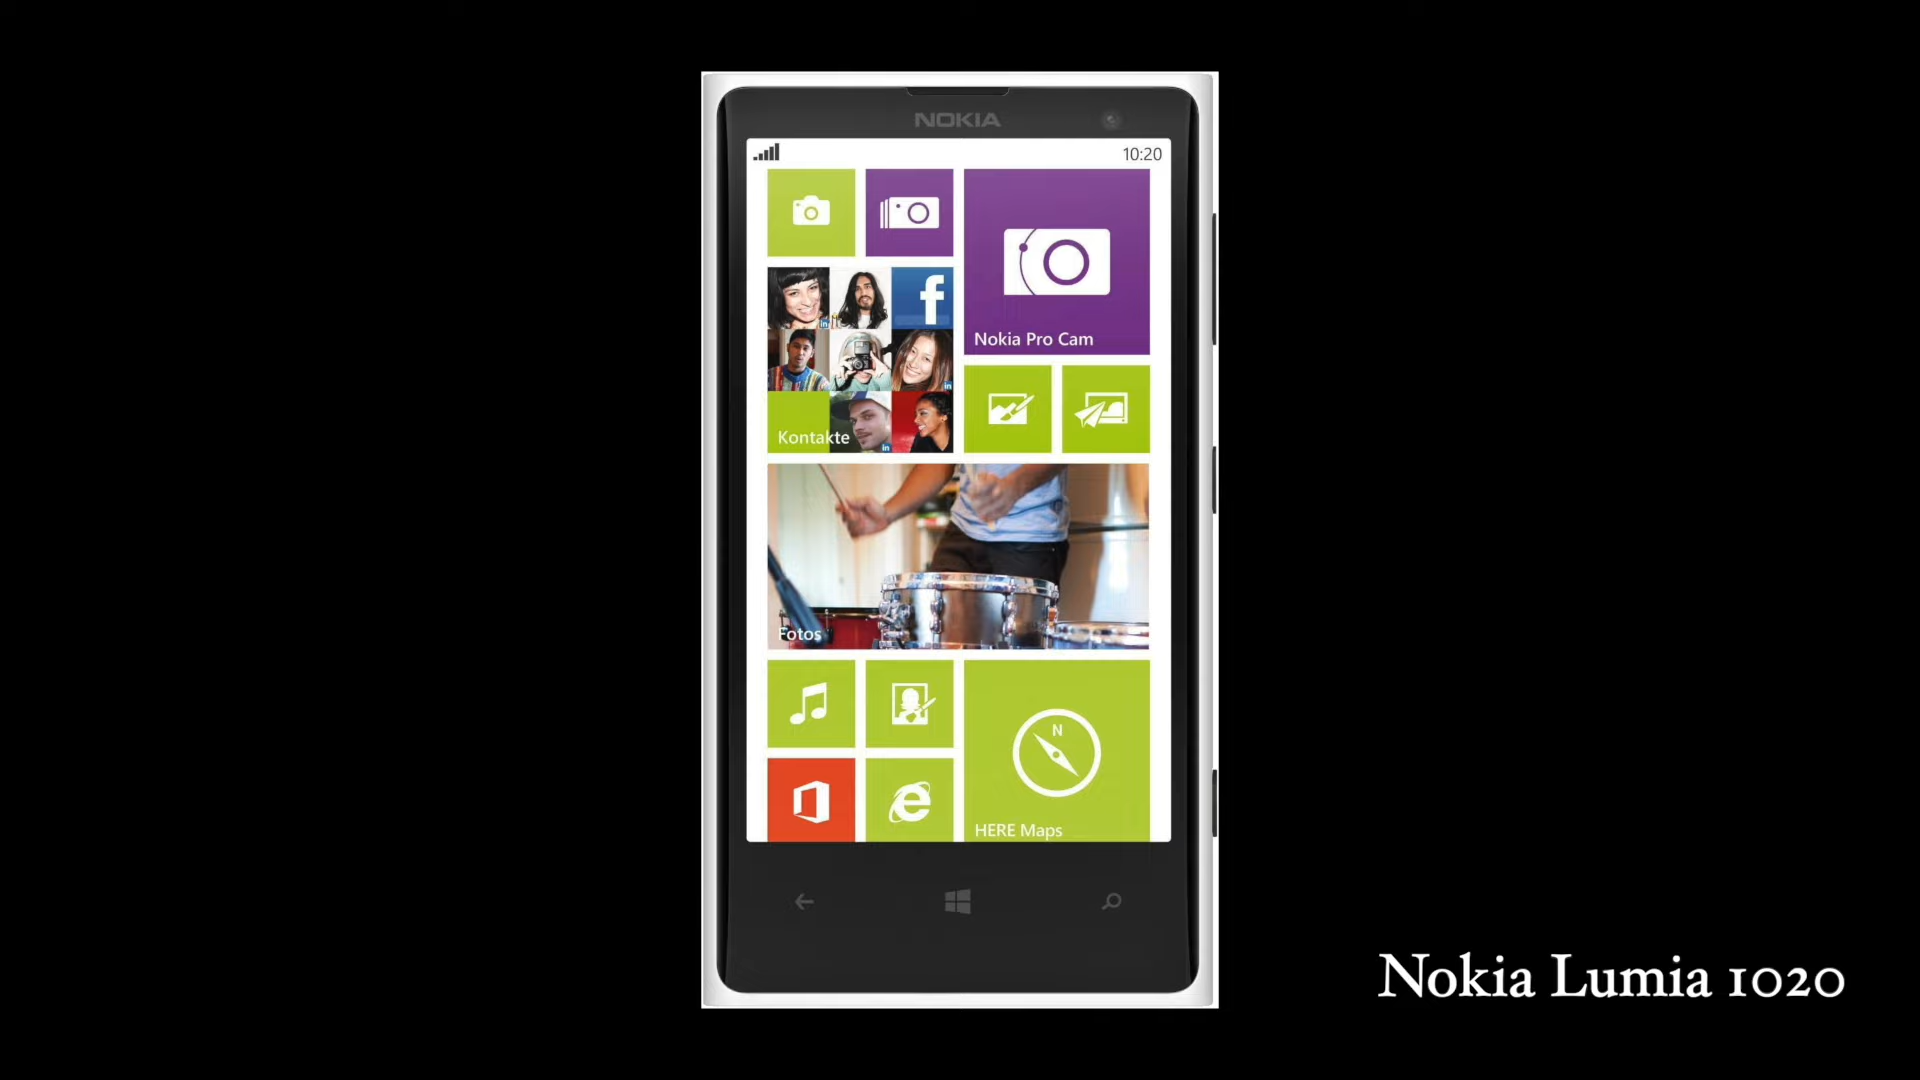 NOKIA
10:20
Nokia Pro Cam
Kontakte
Fotos
N
HERE Maps
Nokia Lumia 1020